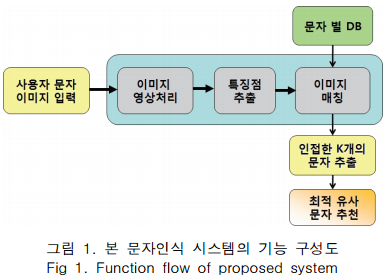 문자 별 DB
사용자 문자
이미지 입력
이미지
영상처리
특징점
추출
이미지
매칭
인접한 K개의
문자 추출
최적 유사
문자 추천
그림 1. 본 문자인식 시스템의 기능 구성도
Fig 1. Function flow of proposed system